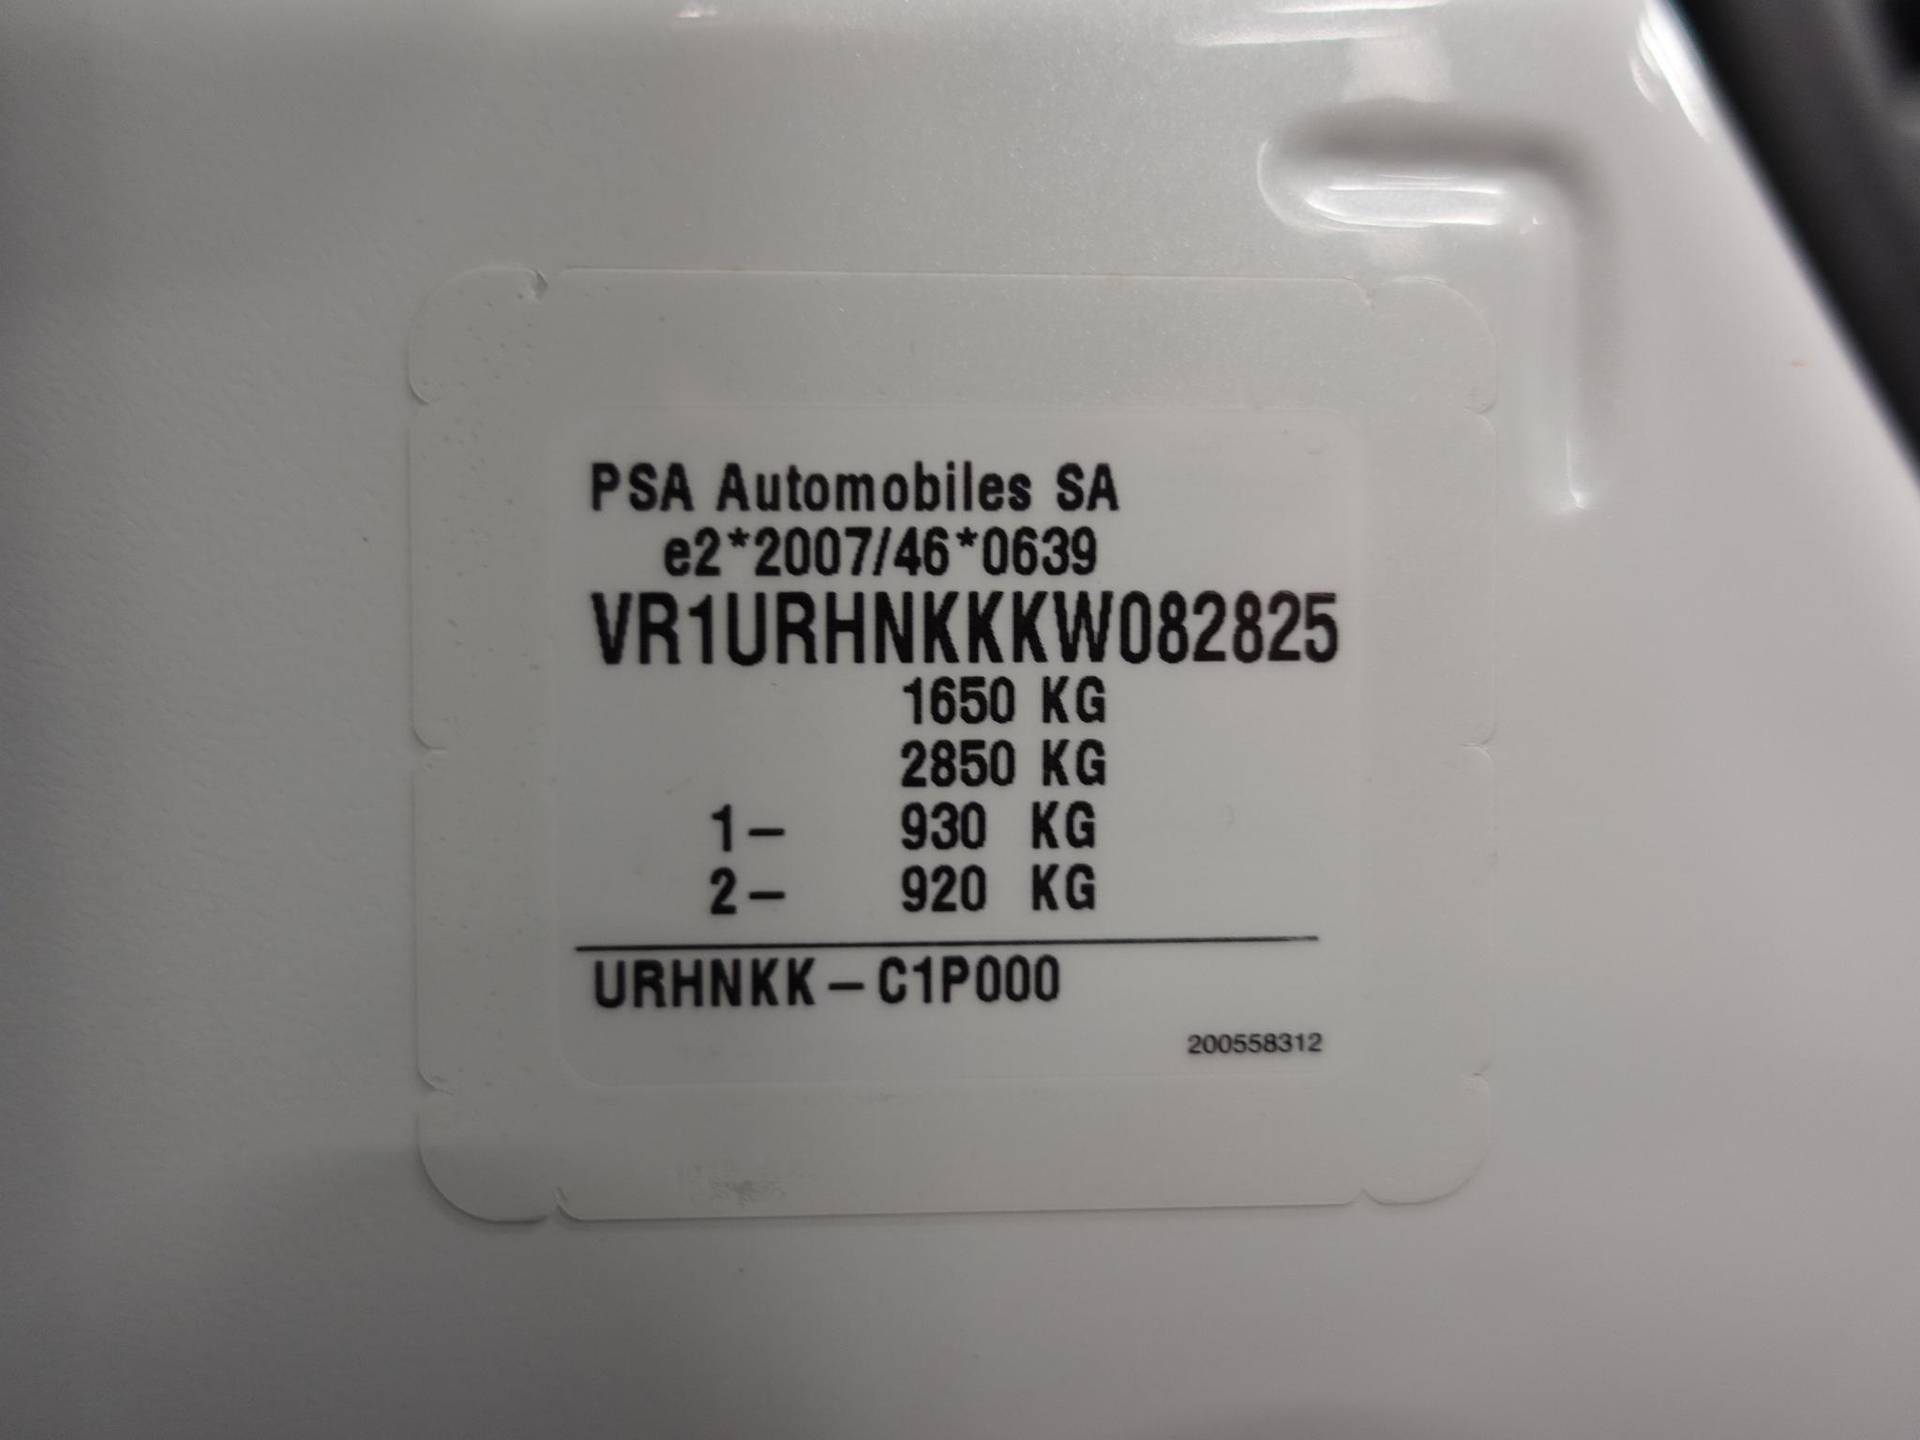 PSA Automobiles SA
e2*2007/46*0639
VR1URHNKKKW082825
1650 KG
2850 KG
1– 930 KG
2– 920 KG
URHNKK–C1P000
200558312